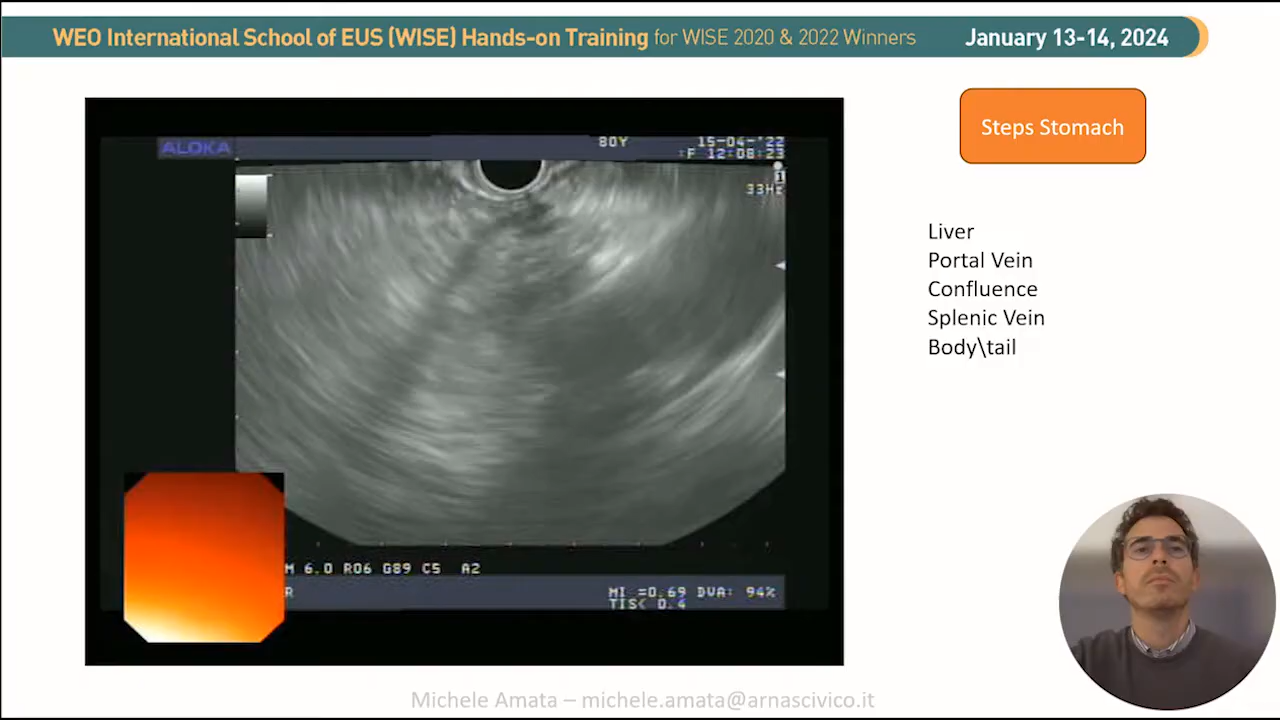 WEO International School of EUS (WISE) Hands-on Training for WISE 2020 & 2022 Winners January 13-14, 2024
Steps Stomach
ALOKA
80Y 15-04-'22
:F 12:08:23
1
33Hz
Liver
Portal Vein
Confluence
Splenic Vein
Body\tail
M 6.0 R06 G89 C5 A2
R MI =0.69 DVA: 94%
TIS< 0.4
Michele Amata – michele.amata@arnascivico.it